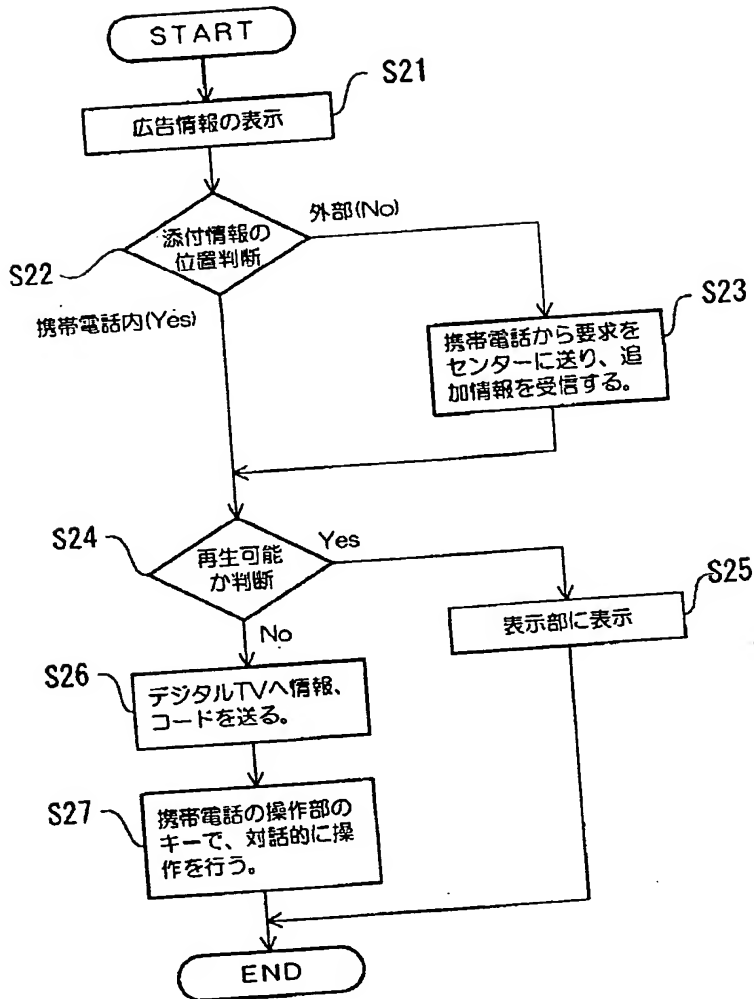 START
S21
広告情報の表示
外部(No)
添付情報の
位置判断
S22
携帯電話内(Yes)
S23
携帯電話から要求を
センターに送り、追
加情報を受信する。
S24
再生可能
か判断
Yes
S25
表示部に表示
No
S26
デジタルTVへ情報、
コードを送る。
S27
携帯電話の操作部の
キーで、対話的に操
作を行う。
END